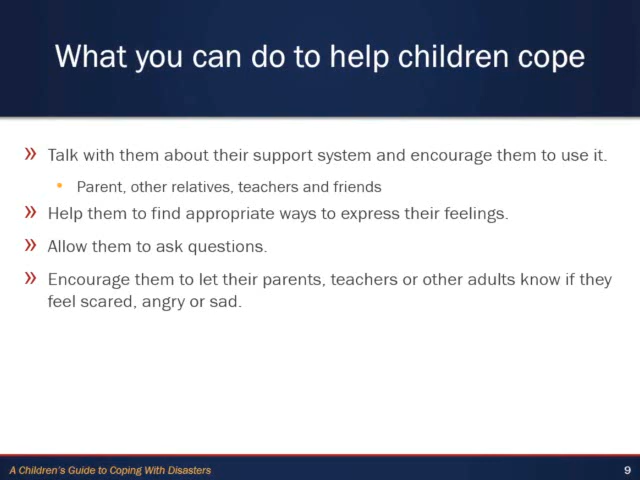 What you can do to help children cope
» Talk with them about their support system and encourage them to use it.
• Parent, other relatives, teachers and friends
» Help them to find appropriate ways to express their feelings.
» Allow them to ask questions.
» Encourage them to let their parents, teachers or other adults know if they
feel scared, angry or sad.
A Children's Guide to Coping With Disasters
9